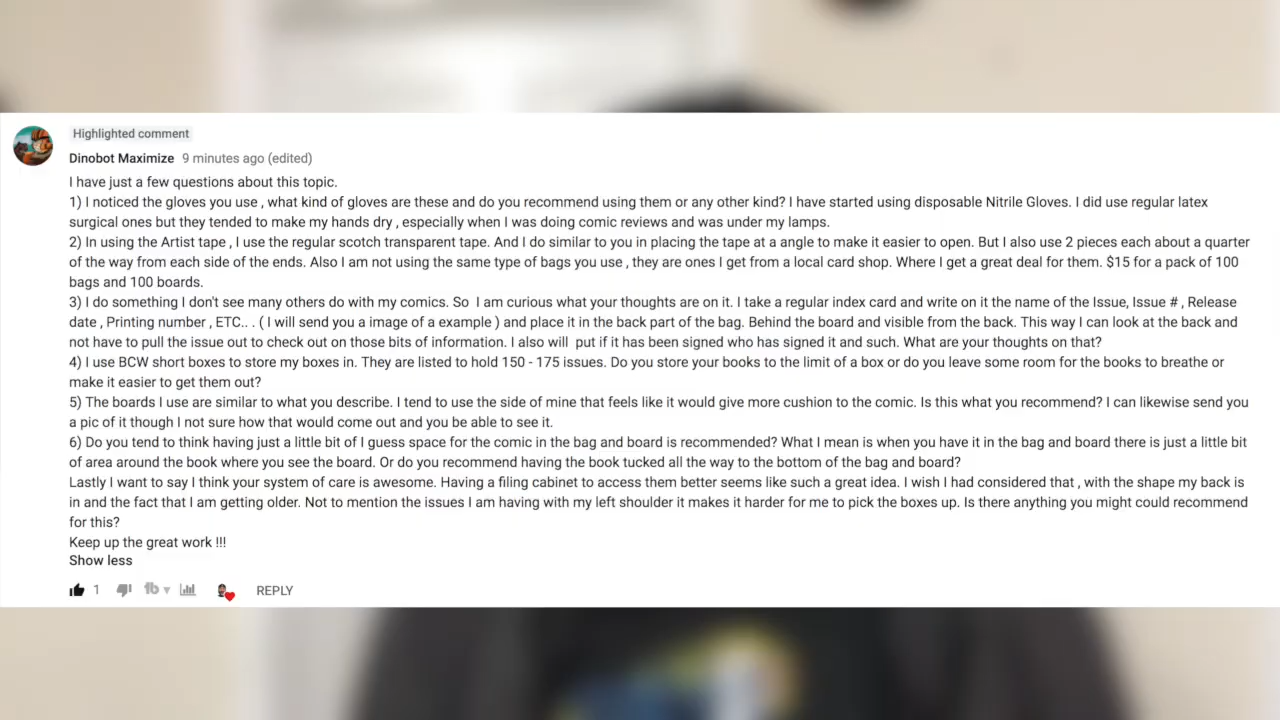 Highlighted comment
Dinobot Maximize 9 minutes ago (edited)
I have just a few questions about this topic.
1) I noticed the gloves you use , what kind of gloves are these and do you recommend using them or any other kind? I have started using disposable Nitrile Gloves. I did use regular latex
surgical ones but they tended to make my hands dry , especially when I was doing comic reviews and was under my lamps.
2) In using the Artist tape , I use the regular scotch transparent tape. And I do similar to you in placing the tape at a angle to make it easier to open. But I also use 2 pieces each about a quarter
of the way from each side of the ends. Also I am not using the same type of bags you use , they are ones I get from a local card shop. Where I get a great deal for them. $15 for a pack of 100
bags and 100 boards.
3) I do something I don't see many others do with my comics. So I am curious what your thoughts are on it. I take a regular index card and write on it the name of the Issue, Issue # , Release
date , Printing number , ETC.. . ( I will send you a image of a example ) and place it in the back part of the bag. Behind the board and visible from the back. This way I can look at the back and
not have to pull the issue out to check out on those bits of information. I also will put if it has been signed who has signed it and such. What are your thoughts on that?
4) I use BCW short boxes to store my boxes in. They are listed to hold 150 - 175 issues. Do you store your books to the limit of a box or do you leave some room for the books to breathe or
make it easier to get them out?
5) The boards I use are similar to what you describe. I tend to use the side of mine that feels like it would give more cushion to the comic. Is this what you recommend? I can likewise send you
a pic of it though I not sure how that would come out and you be able to see it.
6) Do you tend to think having just a little bit of I guess space for the comic in the bag and board is recommended? What I mean is when you have it in the bag and board there is just a little bit
of area around the book where you see the board. Or do you recommend having the book tucked all the way to the bottom of the bag and board?
Lastly I want to say I think your system of care is awesome. Having a filing cabinet to access them better seems like such a great idea. I wish I had considered that , with the shape my back is
in and the fact that I am getting older. Not to mention the issues I am having with my left shoulder it makes it harder for me to pick the boxes up. Is there anything you might could recommend
for this?
Keep up the great work !!!
Show less
1 REPLY